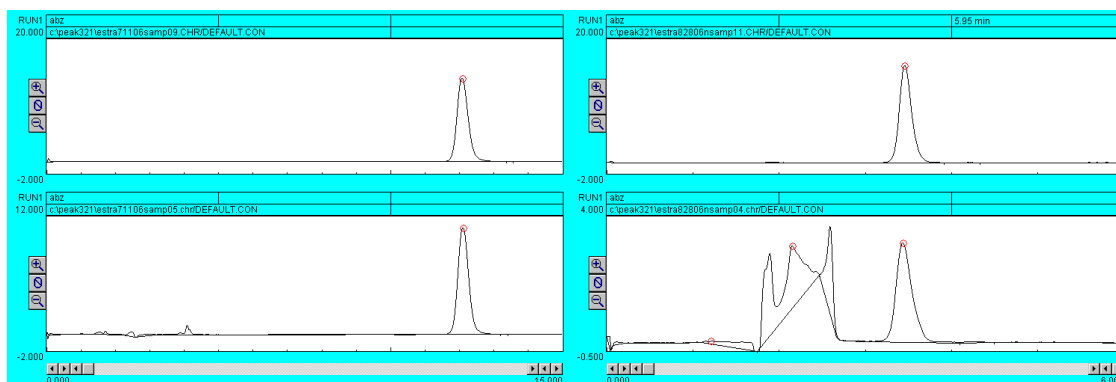 RUN1 abz
20.000 c:\peak321\estra71106samp09.CHR/DEFAULT.CON
-2.000
RUN1 abz 5.95 min
20.000 c:\peak321\estra82806nsamp11.CHR/DEFAULT.CON
-2.000
RUN1 abz
12.000 c:\peak321\estra71106samp05.chr/DEFAULT.CON
-2.000
0.000 15.000
RUN1 abz
4.000 c:\peak321\estra82806nsamp04.chr/DEFAULT.CON
-0.500
0.000